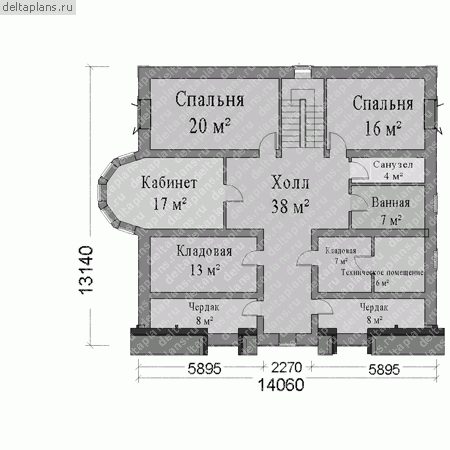 deltaplans.ru
Спальня
20 м²
Спальня
16 м²
Санузел
4 м²
Кабинет
17 м²
Холл
38 м²
Ванная
7 м²
Кладовая
13 м²
Кладовая
7 м²
Техническое помещение
6 м²
Чердак
8 м²
Чердак
8 м²
13140
5895
2270
5895
14060